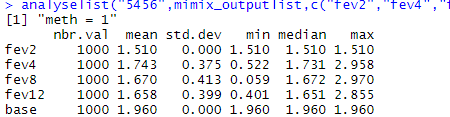 > analyselist("5456",mimix_outputlist,c("fev2","fev4","f
[1] "meth = 1"
nbr.val mean std.dev min median max
fev2 1000 1.510 0.000 1.510 1.510 1.510
fev4 1000 1.743 0.375 0.522 1.731 2.958
fev8 1000 1.670 0.413 0.059 1.672 2.970
fev12 1000 1.658 0.399 0.401 1.651 2.855
base 1000 1.960 0.000 1.960 1.960 1.960